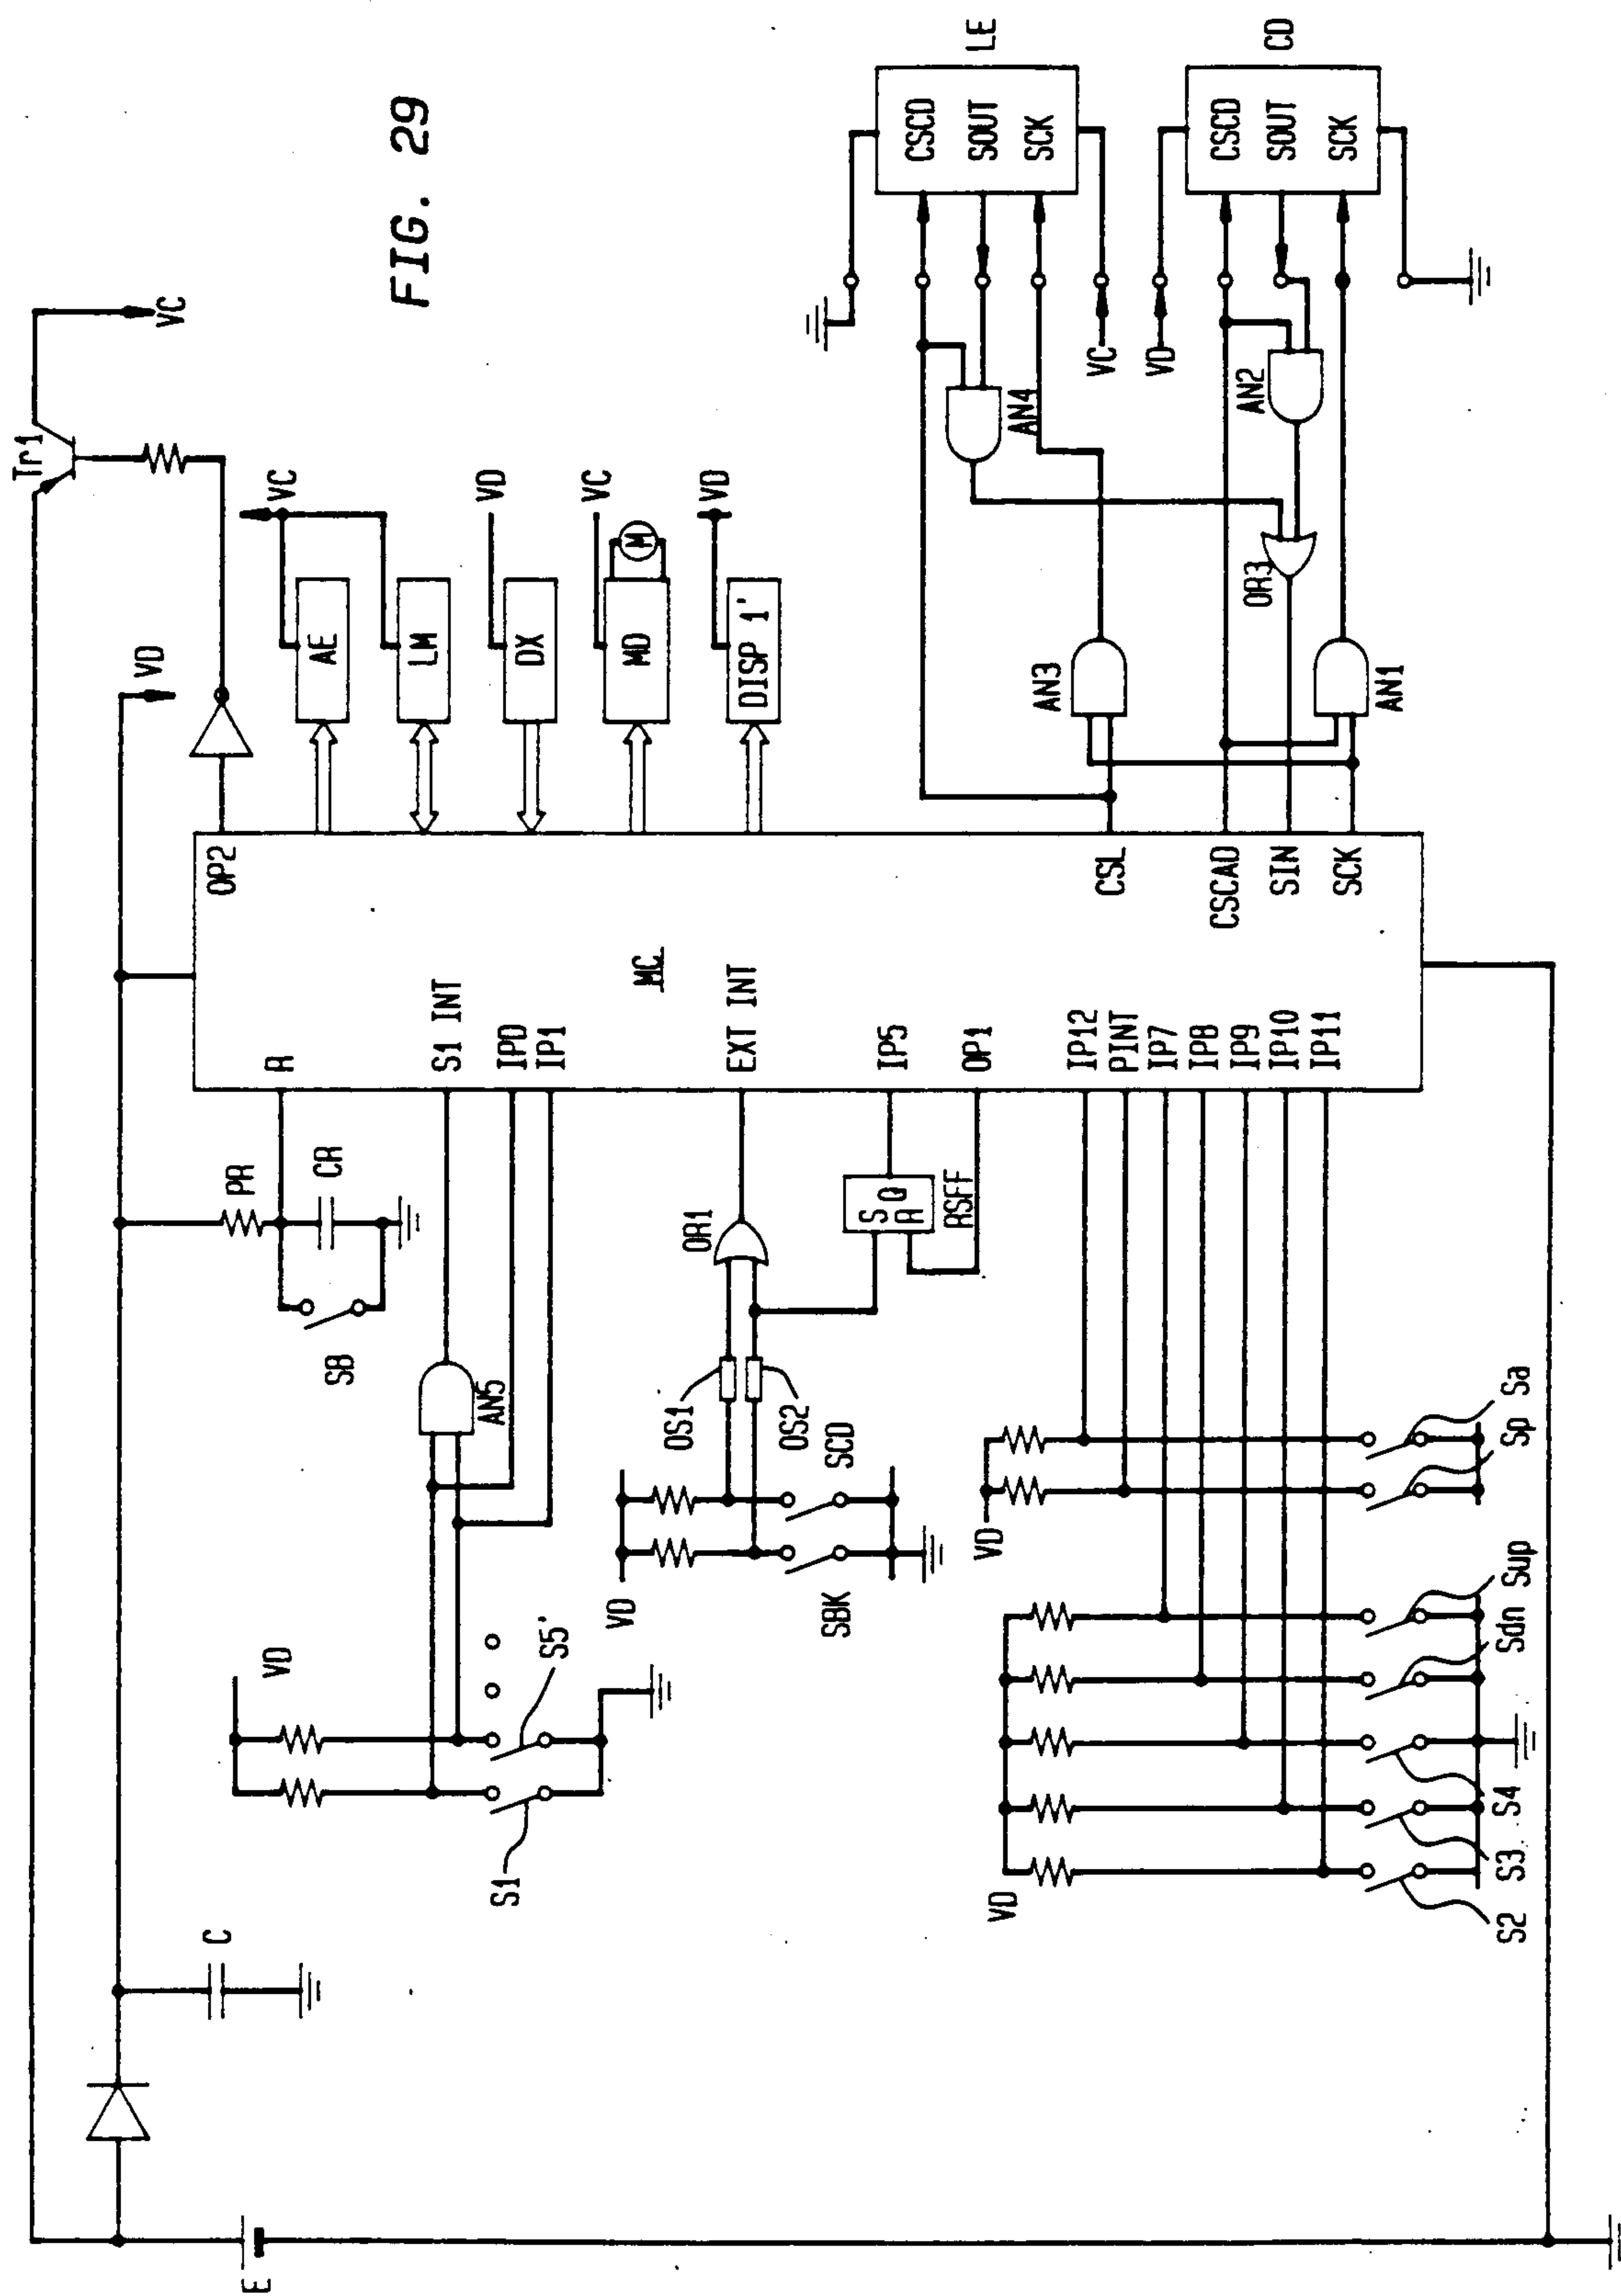 FIG. 29
E
C
VD
Tr1
VC
PR
CR
SB
R
OP2
VD
S1
S5'
AN5
S1 INT
IP0
IP1
MC
AE
VC
LM
DX
VD
MD
M
VC
DISP 1'
VD
VD
SBK
SCD
OS1
OS2
OR1
EXT INT
S
Q
R
RSFF
IP5
OP1
VD
VD
S2
S3
S4
Sdn
Sup
Sp
Sa
IP12
PINT
IP7
IP8
IP9
IP10
IP11
CSL
CSCAD
SIN
SCK
AN3
AN1
OR3
AN4
AN2
VC
VD
CSCD
SOUT
SCK
LE
CSCD
SOUT
SCK
CD